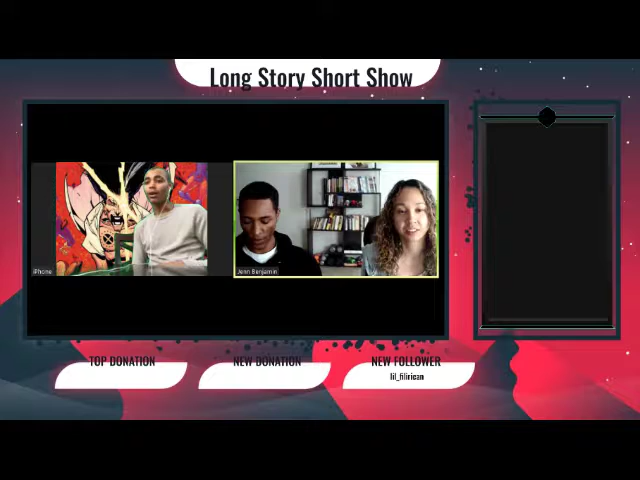 Long Story Short Show
iPhone
Jenn Benjamin
TOP DONATION
NEW DONATION
NEW FOLLOWER
lil_filirican